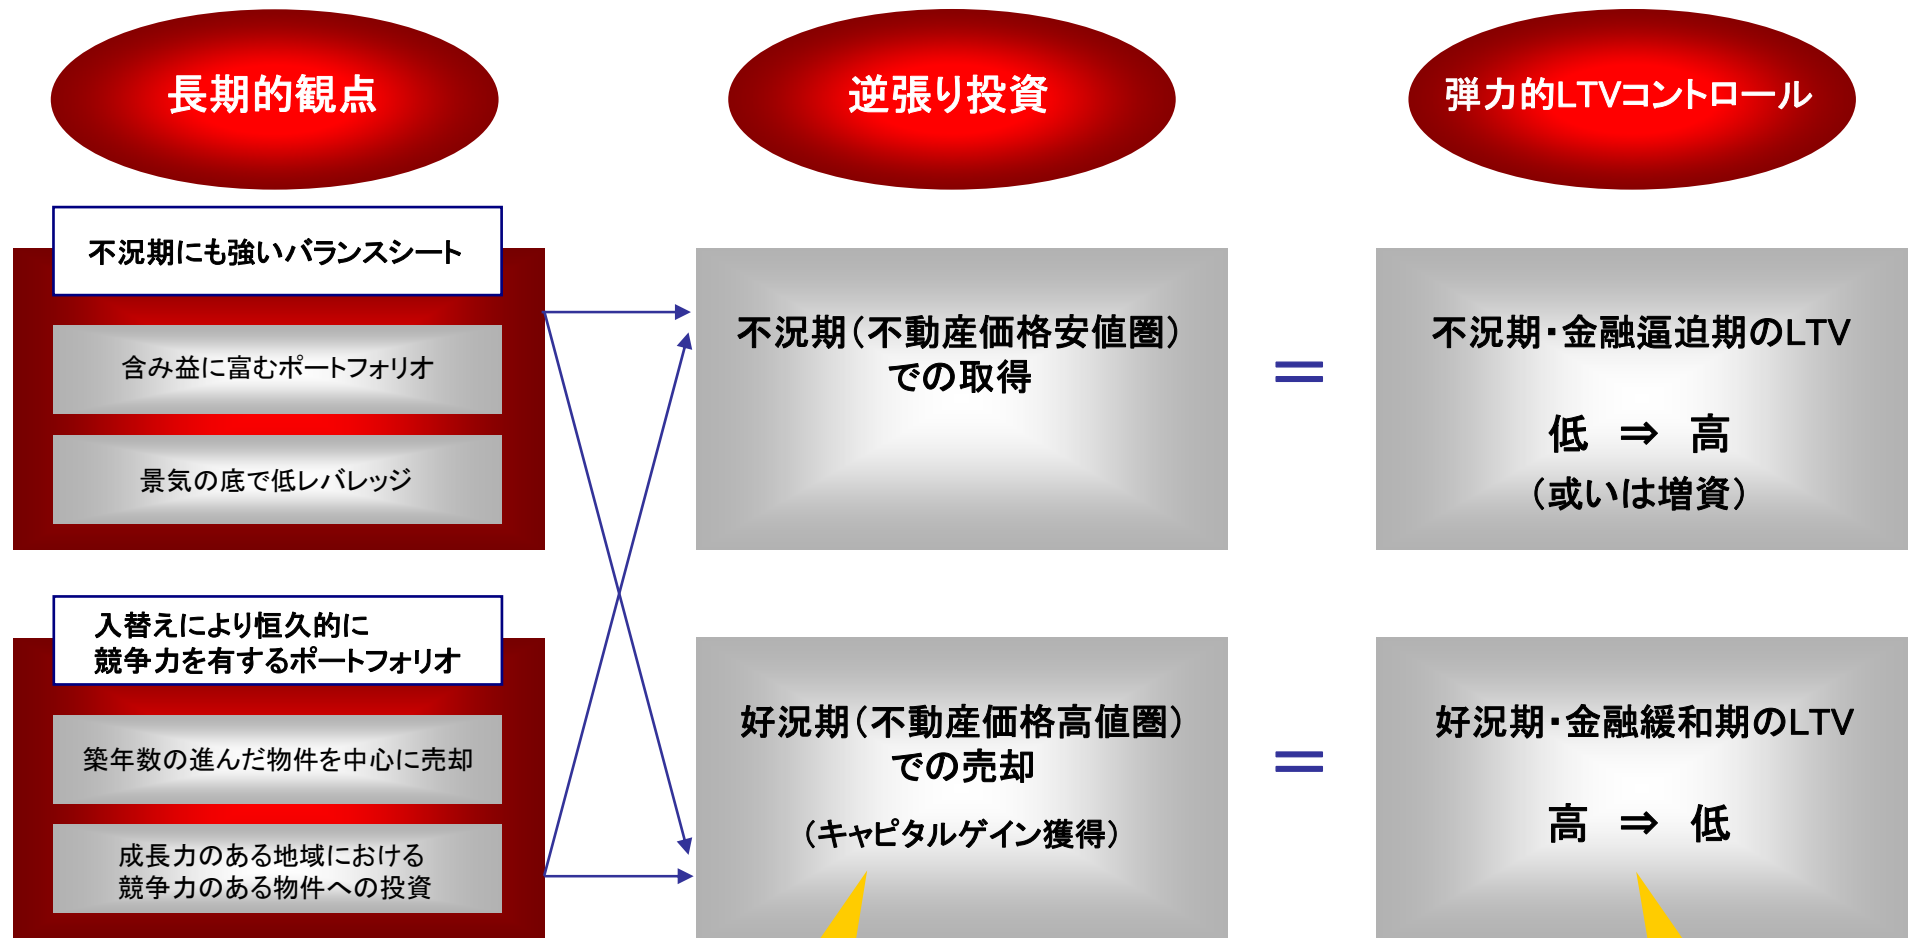 長期的観点
逆張り投資
弾力的LTVコントロール
不況期にも強いバランスシート
含み益に富むポートフォリオ
景気の底で低レバレッジ
不況期(不動産価格安値圏)
での取得
=
不況期・金融逼迫期のLTV
低 ⇒ 高
(或いは増資)
入替えにより恒久的に
競争力を有するポートフォリオ
築年数の進んだ物件を中心に売却
成長力のある地域における
競争力のある物件への投資
好況期(不動産価格高値圏)
での売却
(キャピタルゲイン獲得)
=
好況期・金融緩和期のLTV
高 ⇒ 低